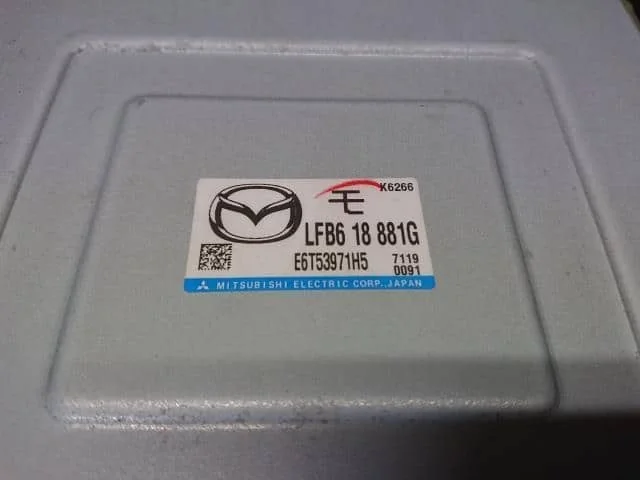 K6266
モ
LFB6 18 881G
E6T53971H5
7119
0091
MITSUBISHI ELECTRIC CORP.,JAPAN